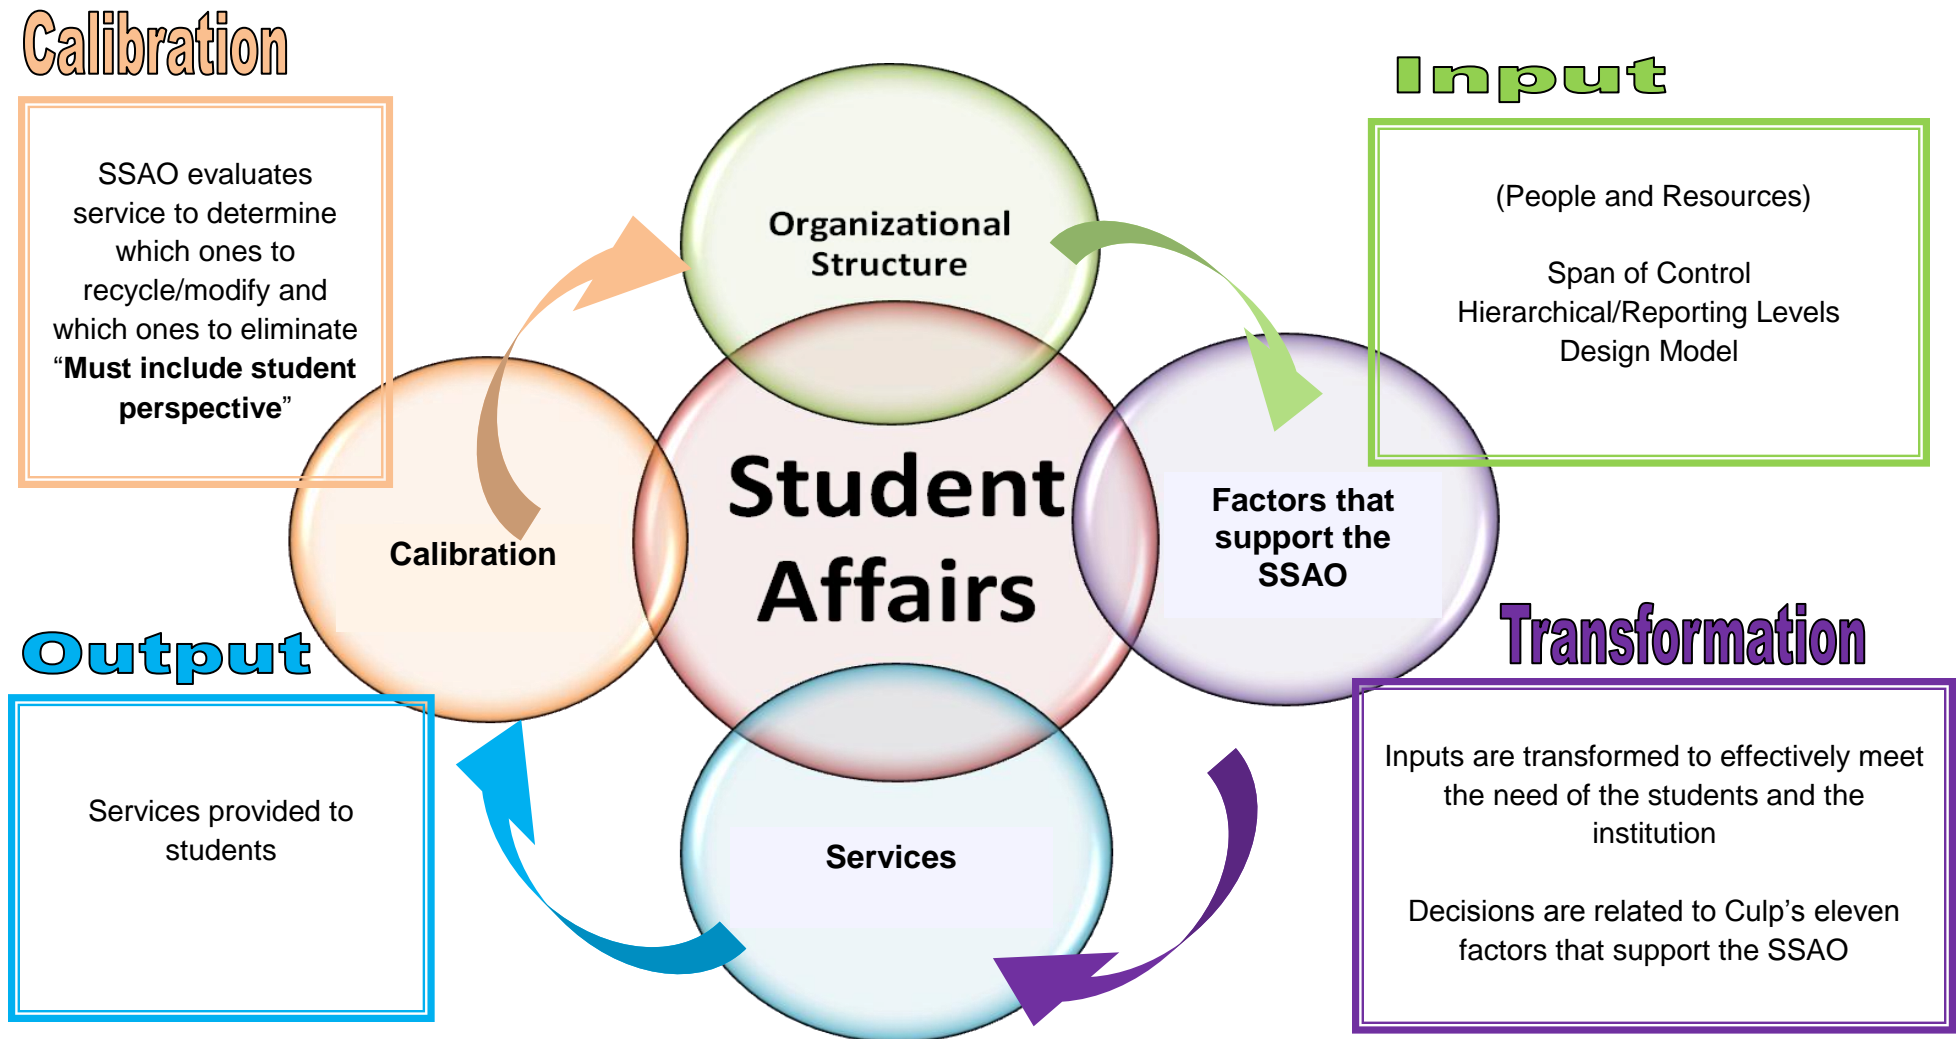 Calibration
SSAO evaluates
service to determine
which ones to
recycle/modify and
which ones to eliminate
“Must include student
perspective”
Input
(People and Resources)
Span of Control
Hierarchical/Reporting Levels
Design Model
Organizational
Structure
Student
Affairs
Factors that
support the
SSAO
Calibration
Services
Output
Services provided to
students
Transformation
Inputs are transformed to effectively meet
the need of the students and the
institution
Decisions are related to Culp’s eleven
factors that support the SSAO